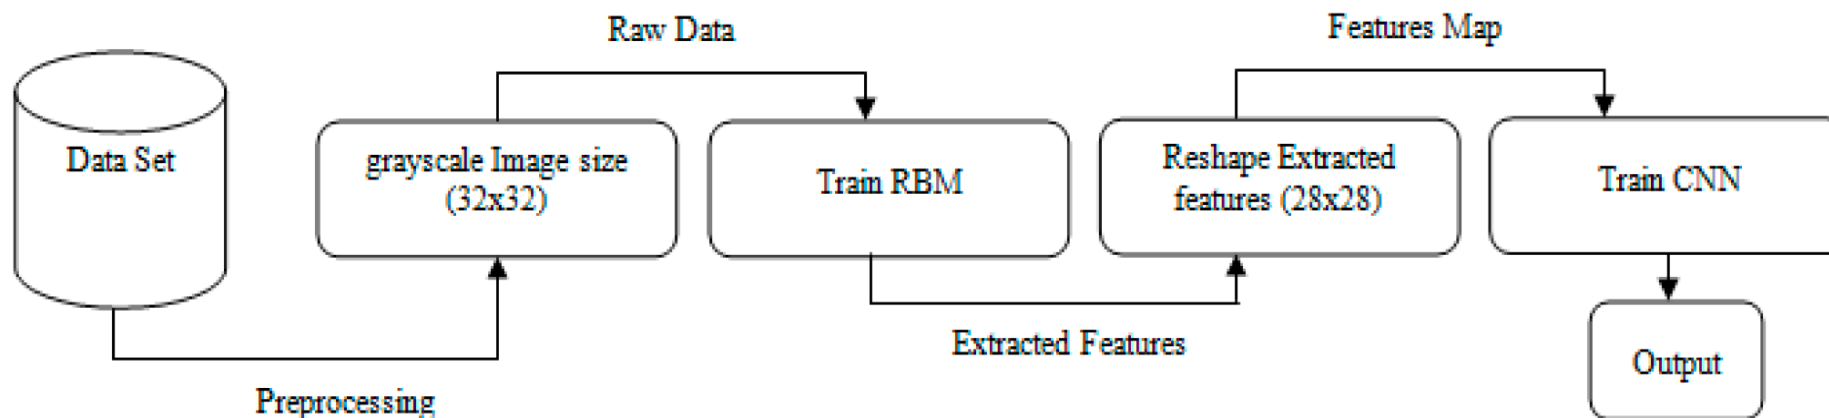 Data Set
Preprocessing
grayscale Image size
(32x32)
Raw Data
Train RBM
Extracted Features
Reshape Extracted
features (28x28)
Features Map
Train CNN
Output